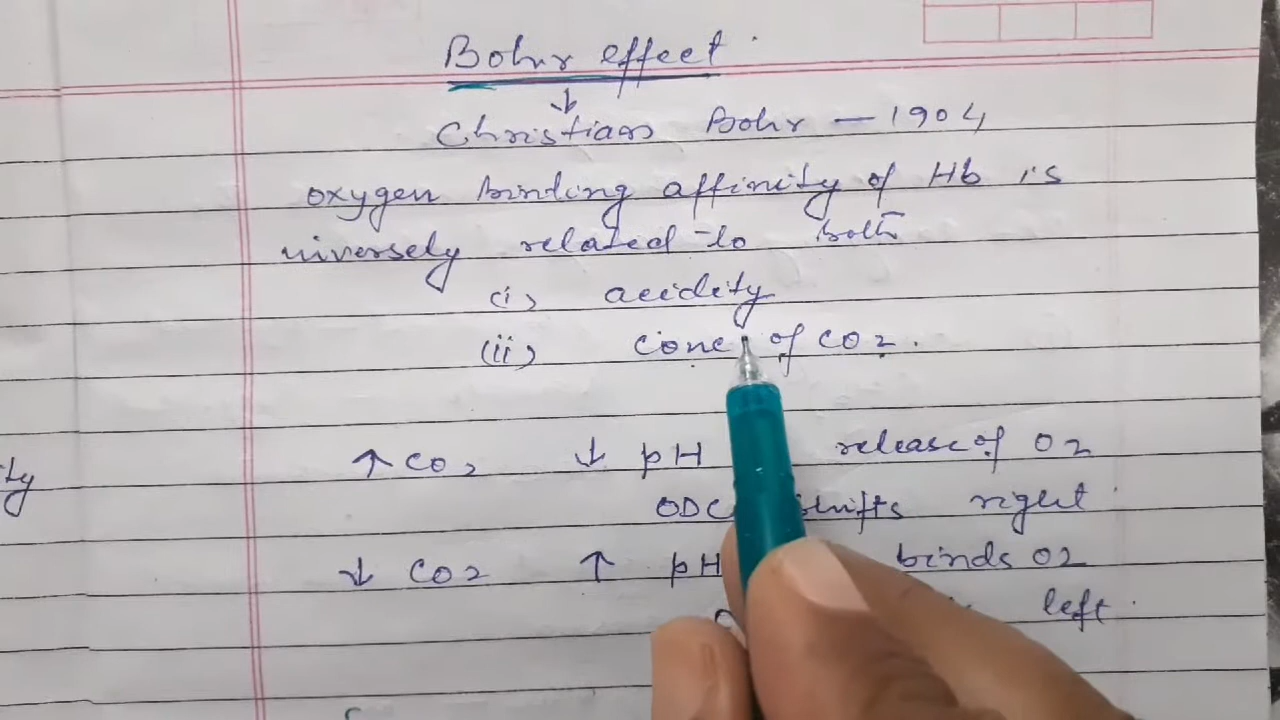 Bohr effect
↓
Christian Bohr — 1904
oxygen binding affinity of Hb is
inversely related to both
(i) acidity
(ii) conc of CO2.
↑ CO2 ↓ pH release of O2
ODC shifts right
↓ CO2 ↑ pH binds O2
left
ty